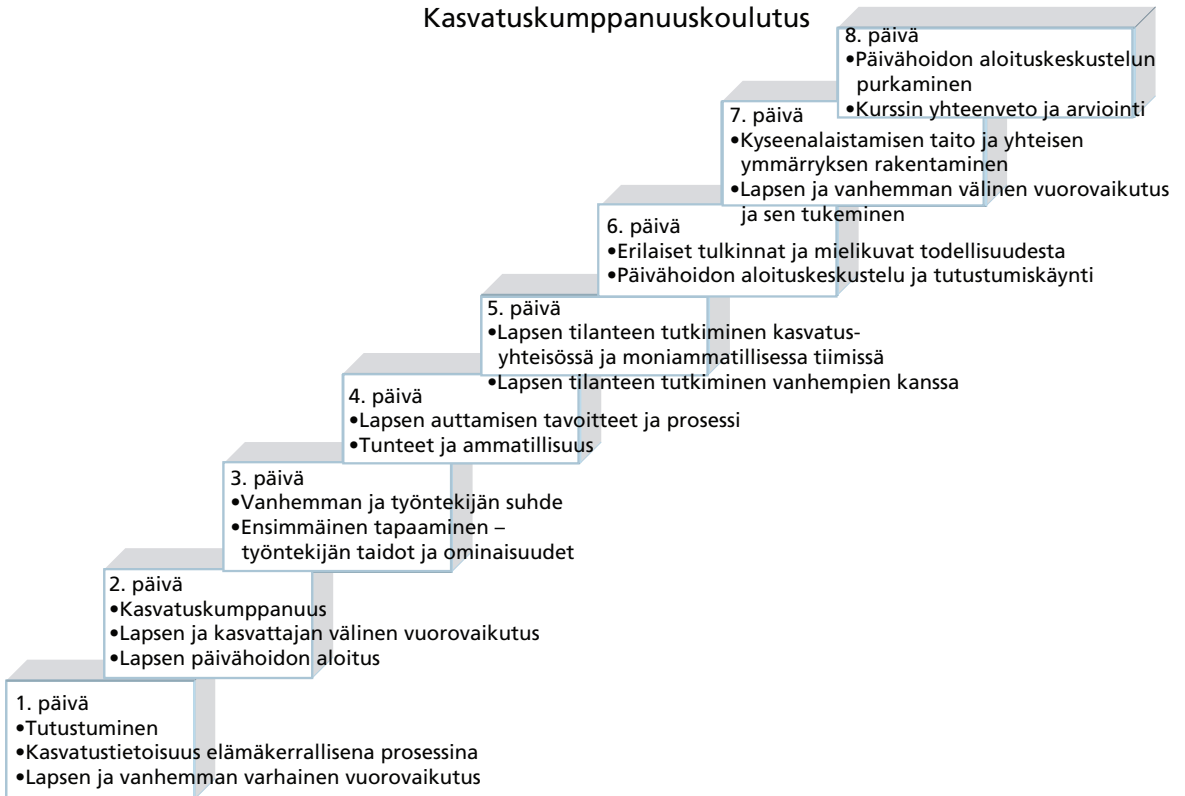 Kasvatuskumppanuuskoulutus
8. päivä
•Päivähoidon aloituskeskustelun
purkaminen
•Kurssin yhteenveto ja arviointi
7. päivä
•Kyseenalaistamisen taito ja yhteisen
ymmärryksen rakentaminen
•Lapsen ja vanhemman välinen vuorovaikutus
ja sen tukeminen
6. päivä
•Erilaiset tulkinnat ja mielikuvat todellisuudesta
•Päivähoidon aloituskeskustelu ja tutustumiskäynti
5. päivä
•Lapsen tilanteen tutkiminen kasvatus-
yhteisössä ja moniammatillisessa tiimissä
•Lapsen tilanteen tutkiminen vanhempien kanssa
4. päivä
•Lapsen auttamisen tavoitteet ja prosessi
•Tunteet ja ammatillisuus
3. päivä
•Vanhemman ja työntekijän suhde
•Ensimmäinen tapaaminen –
työntekijän taidot ja ominaisuudet
2. päivä
•Kasvatuskumppanuus
•Lapsen ja kasvattajan välinen vuorovaikutus
•Lapsen päivähoidon aloitus
1. päivä
•Tutustuminen
•Kasvatustietoisuus elämäkerrallisena prosessina
•Lapsen ja vanhemman varhainen vuorovaikutus